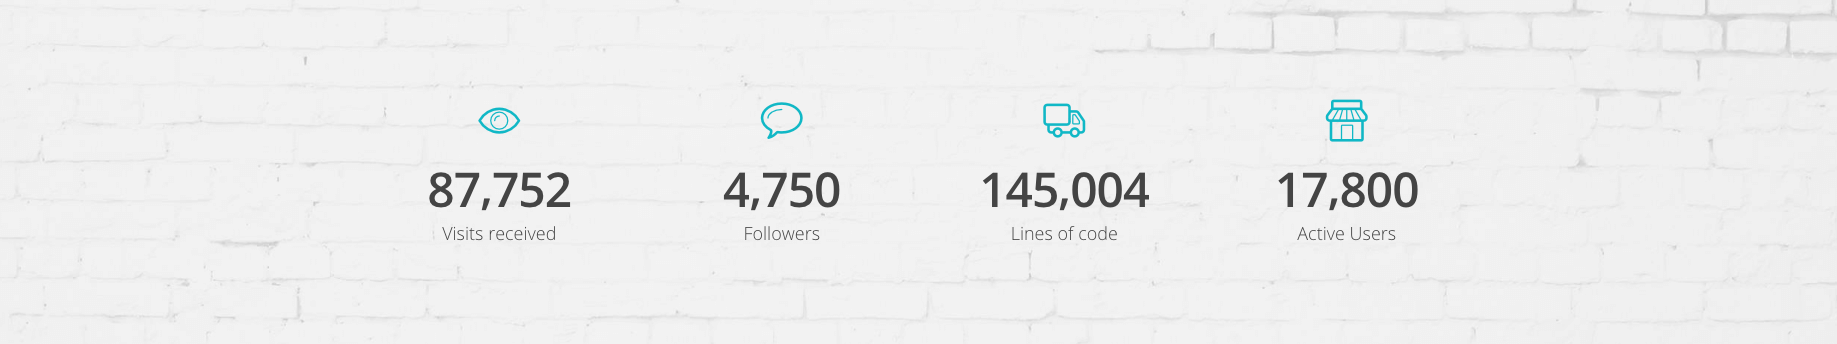 87,752
4,750
145,004
17,800
Visits received
Followers
Lines of code
Active Users